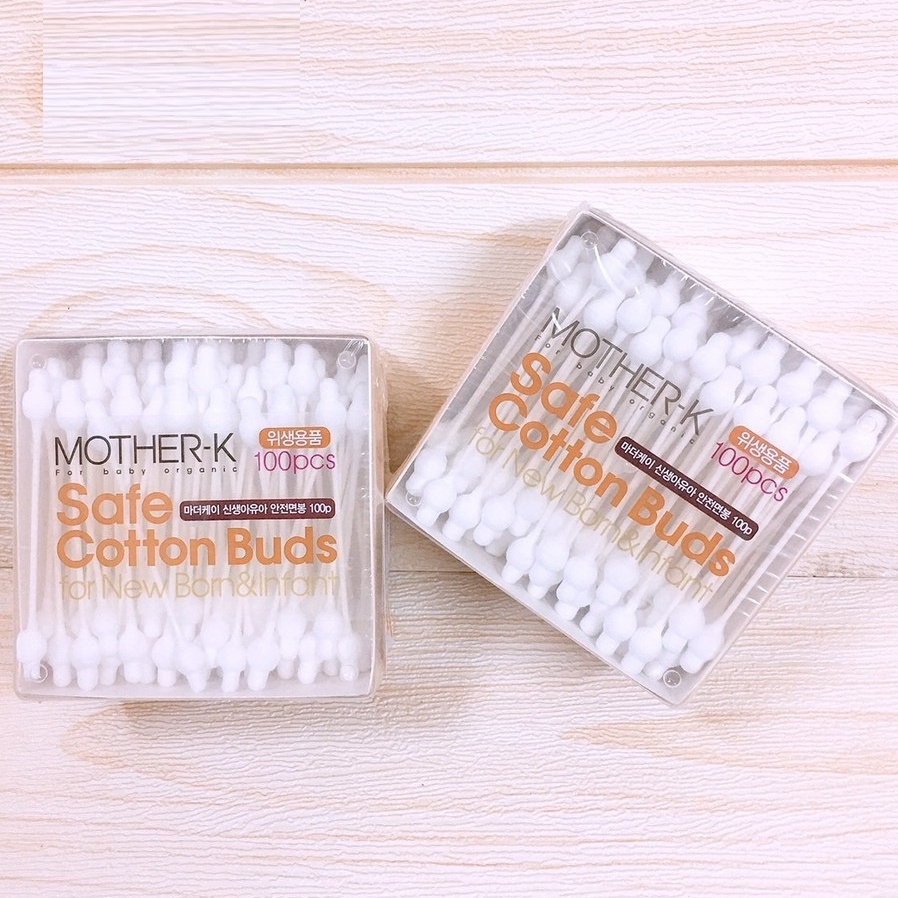 MOTHER-K
For baby organic
위생용품
100pcs
Safe
마더케이 신생아유아 안전면봉 100p
Cotton Buds
for New Born&Infant
MOTHER-K
For baby organic
위생용품
100pcs
Safe
마더케이 신생아유아 안전면봉 100p
Cotton Buds
for New Born&Infant